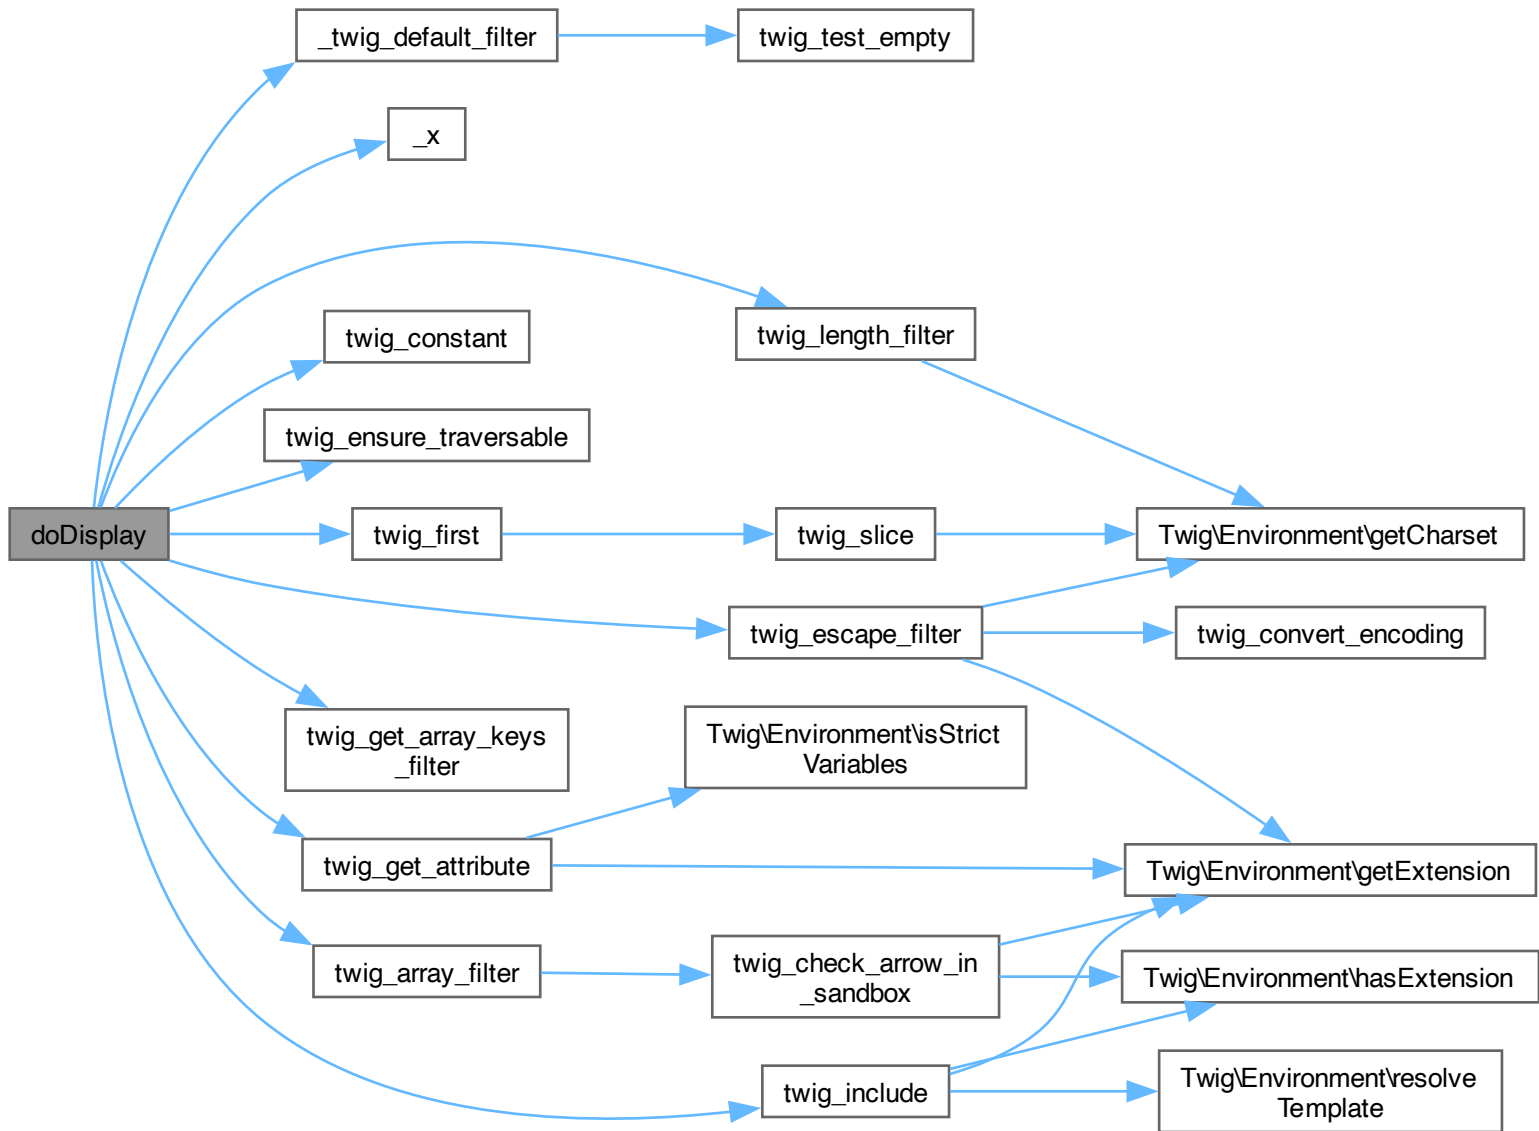 _twig_default_filter
twig_test_empty
_x
twig_length_filter
twig_constant
twig_ensure_traversable
doDisplay
twig_first
twig_slice
Twig\Environment\getCharset
twig_escape_filter
twig_convert_encoding
twig_get_array_keys
_filter
Twig\Environment\isStrict
Variables
twig_get_attribute
Twig\Environment\getExtension
twig_array_filter
twig_check_arrow_in
_sandbox
Twig\Environment\hasExtension
twig_include
Twig\Environment\resolve
Template